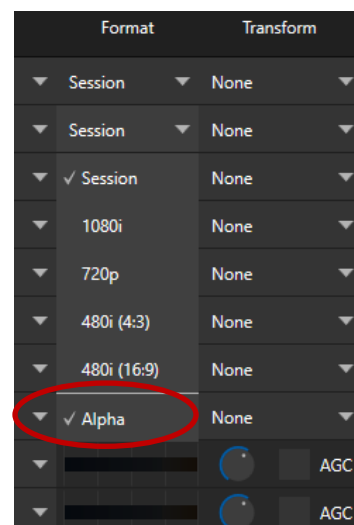 Format Transform
Session None
Session None
✓ Session None
1080i None
720p None
480i (4:3) None
480i (16:9) None
✓ Alpha None
AGC
AGC